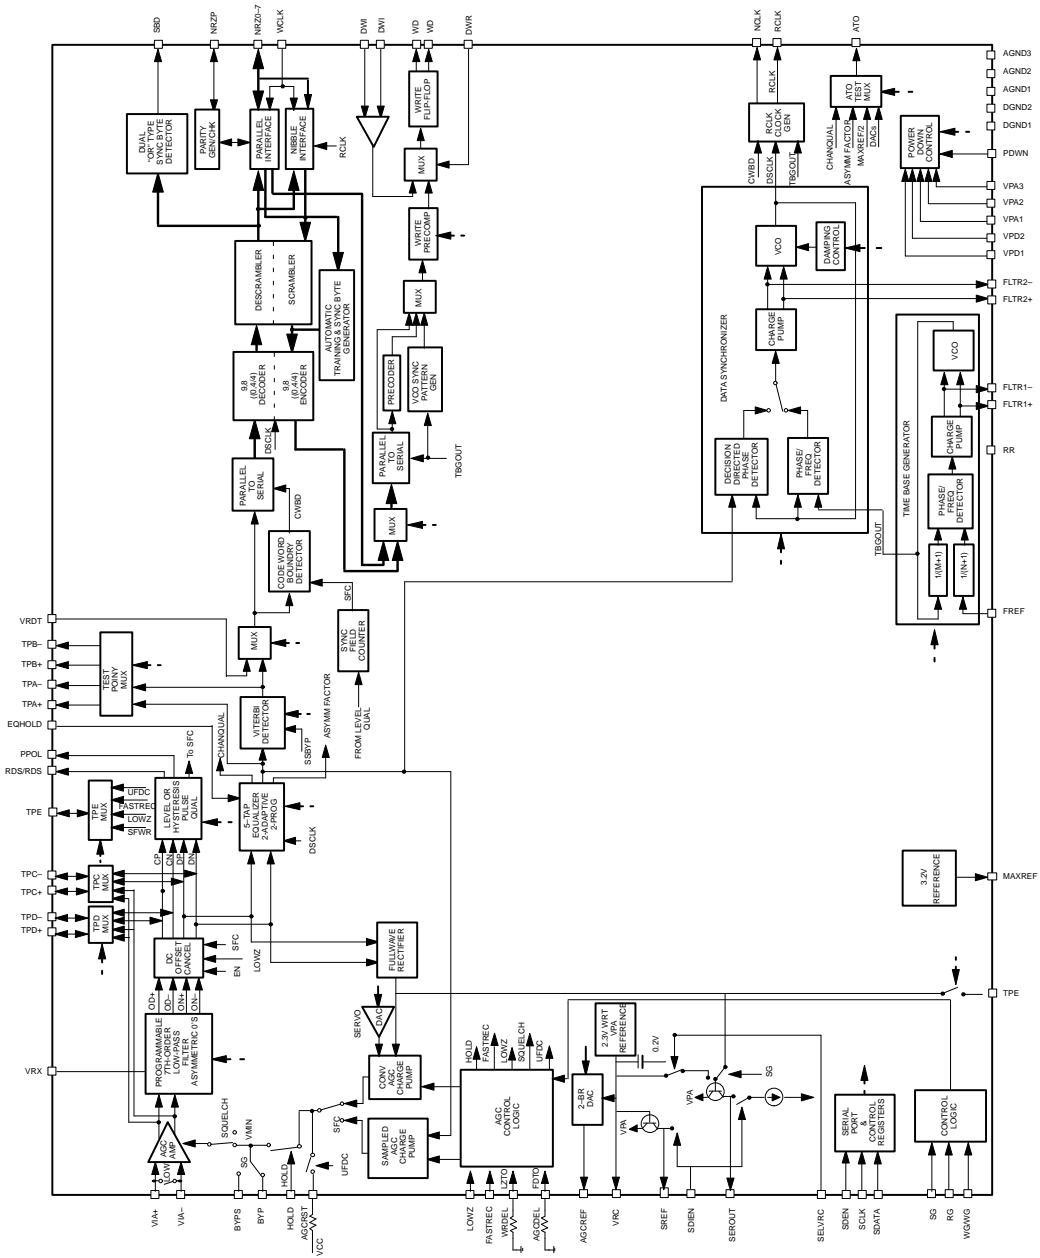 SBD
NRZP
NRZ0–7
WCLK
DWI
DWI
WD
WD
DWR
NCLK
RCLK
ATO
AGND3
AGND2
AGND1
DGND2
DGND1
PDWN
VPA3
VPA2
VPA1
VPD2
VPD1
FLTR2–
FLTR2+
FLTR1–
FLTR1+
RR
FREF
MAXREF
TPE
VRDT
TPB–
TPB+
TPA–
TPA+
EQHOLD
PPOL
RDS/RDS
TPE
TPC–
TPC+
TPD–
TPD+
VRX
DUAL
"OR" TYPE
SYNC BYTE
DETECTOR
PARITY
GEN/CHK
PARALLEL
INTERFACE
NIBBLE
INTERFACE
RCLK
WRITE
FLIP-FLOP
MUX
WRITE
PRECOMP
MUX
DESCRAMBLER
SCRAMBLER
AUTOMATIC
TRAINING & SYNC BYTE
GENERATOR
9,8
((0,4/4)
DECODER
9,8
((0,4/4)
ENCODER
DSCLK
PRECODER
VCO SYNC
PATTERN
GEN
PARALLEL
TO
SERIAL
TBGOUT
PARALLEL
TO
SERIAL
CWBD
MUX
CODE WORD
BOUNDRY
DETECTOR
SFC
SYNC
FIELD
COUNTER
FROM LEVEL
QUAL
MUX
TEST
POINY
MUX
VITERBI
DETECTOR
SSBYP
ASYMM FACTOR
CHANQUAL
To SFC
5–TAP
EQUALIZER
2-ADAPTIVE
2-PROG
DSCLK
LEVEL OR
HYSTERESIS
PULSE
QUAL
TPE
MUX
UFDC
FASTREC
LOWZ
SFWR
CP
CN
DP
DN
TPC
MUX
TPD
MUX
DC
OFFSET
CANCEL
SFC
EN
LOWZ
OD+
OD–
ON+
ON–
PROGRAMMABLE
7TH-ORDER
LOW-PASS
FILTER
ASYMMETRIC 0'S
AGC
AMP
LOW
SQUELCH
SG
VMIN
HOLD
UFDC
SFC
FULLWAVE
RECTIFIER
SERVO
DAC
CONV
AGC
CHARGE
PUMP
SAMPLED
AGC
CHARGE
PUMP
AGC
CONTROL
LOGIC
HOLD
FASTREC
LOWZ
SQUELCH
UFDC
2.3V WRT
VPA
REFERENCE
0.2V
2–BR
DAC
VPA
VPA
SG
SERIAL
PORT
&
CONTROL
REGISTERS
CONTROL
LOGIC
3.2V
REFERENCE
RCLK
RCLK
CLOCK
GEN
CWBD
DSCLK
TBGOUT
ATO
TEST
MUX
CHANQUAL
ASYMM FACTOR
MAXREF/2
DACs
POWER
DOWN
CONTROL
DATA SYNCHRONIZER
VCO
DAMPING
CONTROL
CHARGE
PUMP
DECISION
DIRECTED
PHASE
DETECTOR
PHASE/
FREQ
DETECTOR
TBGOUT
TIME BASE GENERATOR
VCO
CHARGE
PUMP
PHASE/
FREQ
DETECTOR
1/(M+1)
1/(N+1)
VIA+
VIA–
BYPS
BYP
HOLD
AGCRST
VCC
LOWZ
FASTREC
LZTO
WRDEL
FDTO
AGCDEL
AGCREF
VRC
SREF
SDIEN
SEROUT
SELVRC
SDEN
SCLK
SDATA
SG
RG
WG/WG